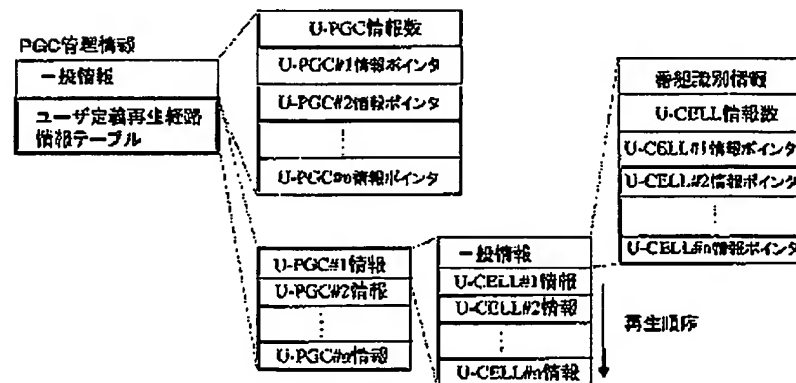 PGC管理情報
一般情報
ユーザ定義再生経路
情報テーブル
U-PGC情報数
U-PGC#1情報ポインタ
U-PGC#2情報ポインタ
⋮
U-PGC#n情報ポインタ
U-PGC#1情報
U-PGC#2情報
⋮
U-PGC#n情報
一般情報
U-CELL#1情報
U-CELL#2情報
⋮
U-CELL#n情報
番組識別情報
U-CELL情報数
U-CELL#1情報ポインタ
U-CELL#2情報ポインタ
⋮
U-CELL#n情報ポインタ
再生順序